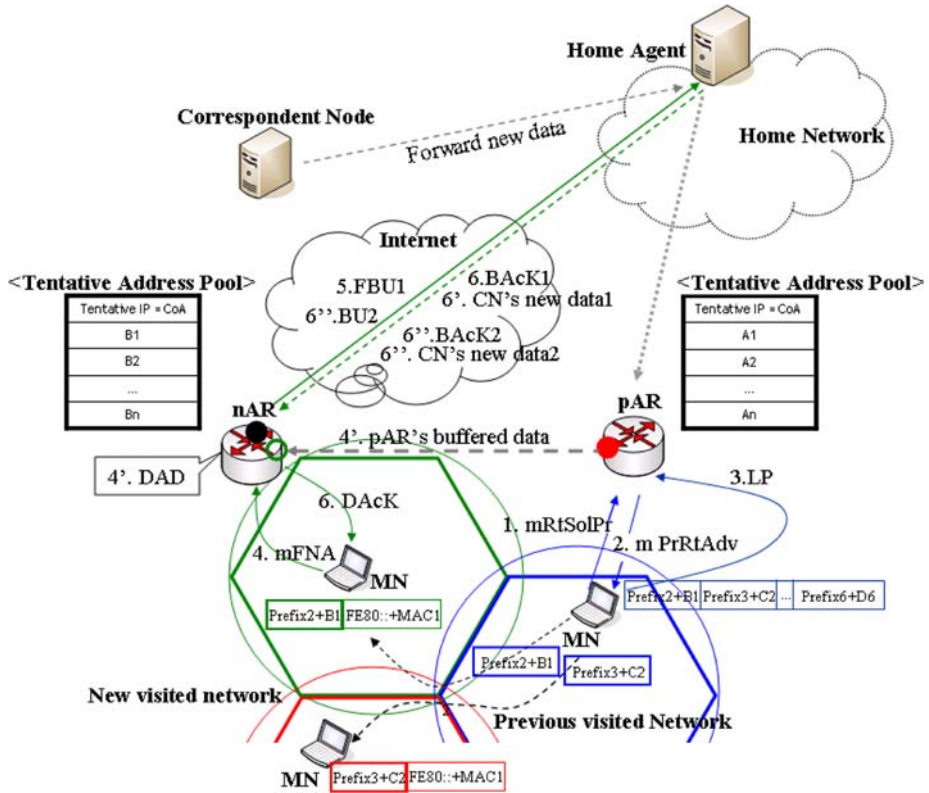 Home Agent
Correspondent Node
Forward new data
Home Network
Internet
<Tentative Address Pool>
Tentative IP = CoA
B1
B2
...
Bn
5.FBU1
6.BAcK1
6’. CN’s new data1
6’’.BU2
6’’.BAcK2
6’’. CN’s new data2
<Tentative Address Pool>
Tentative IP = CoA
A1
A2
...
An
nAR
pAR
4’. pAR’s buffered data
4’. DAD
3.LP
6. DAcK
1. mRtSolPr
4. mFNA
2. m PrRtAdv
MN
Prefix2+B1
FE80::+MAC1
MN
Prefix2+B1
Prefix3+C2
...
Prefix6+D6
Prefix2+B1
Prefix3+C2
New visited network
Previous visited Network
MN
Prefix3+C2
FE80::+MAC1